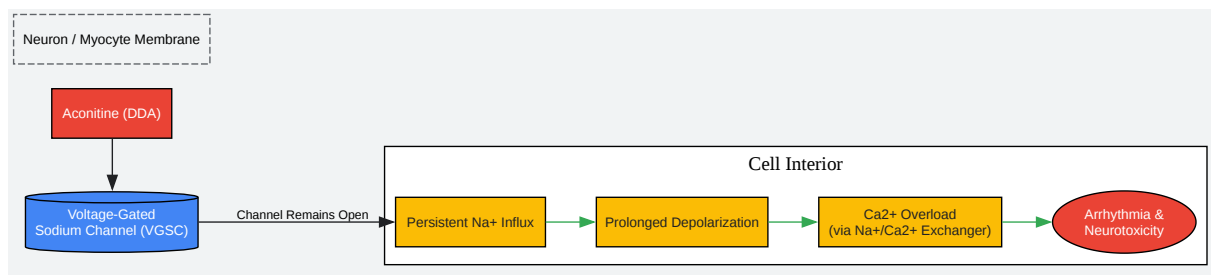 Neuron / Myocyte Membrane
Aconitine (DDA)
Voltage-Gated
Sodium Channel (VGSC)
Channel Remains Open
Cell Interior
Persistent Na+ Influx
Prolonged Depolarization
Ca2+ Overload
(via Na+/Ca2+ Exchanger)
Arrhythmia &
Neurotoxicity